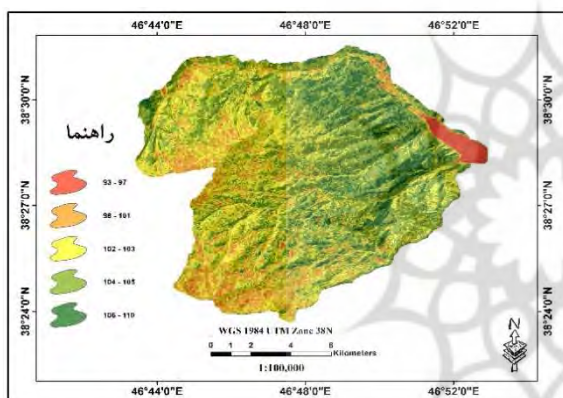 46°44'0"E 46°48'0"E 46°52'0"E
38°30'0"N 38°30'0"N
راهنما
93 - 97
98 - 101
102 - 103
104 - 105
106 - 110
38°27'0"N 38°27'0"N
38°24'0"N 38°24'0"N
WGS 1984 UTM Zone 38N
N
0 1 2 4 6
Kilometers
1:100,000
46°44'0"E 46°48'0"E 46°52'0"E